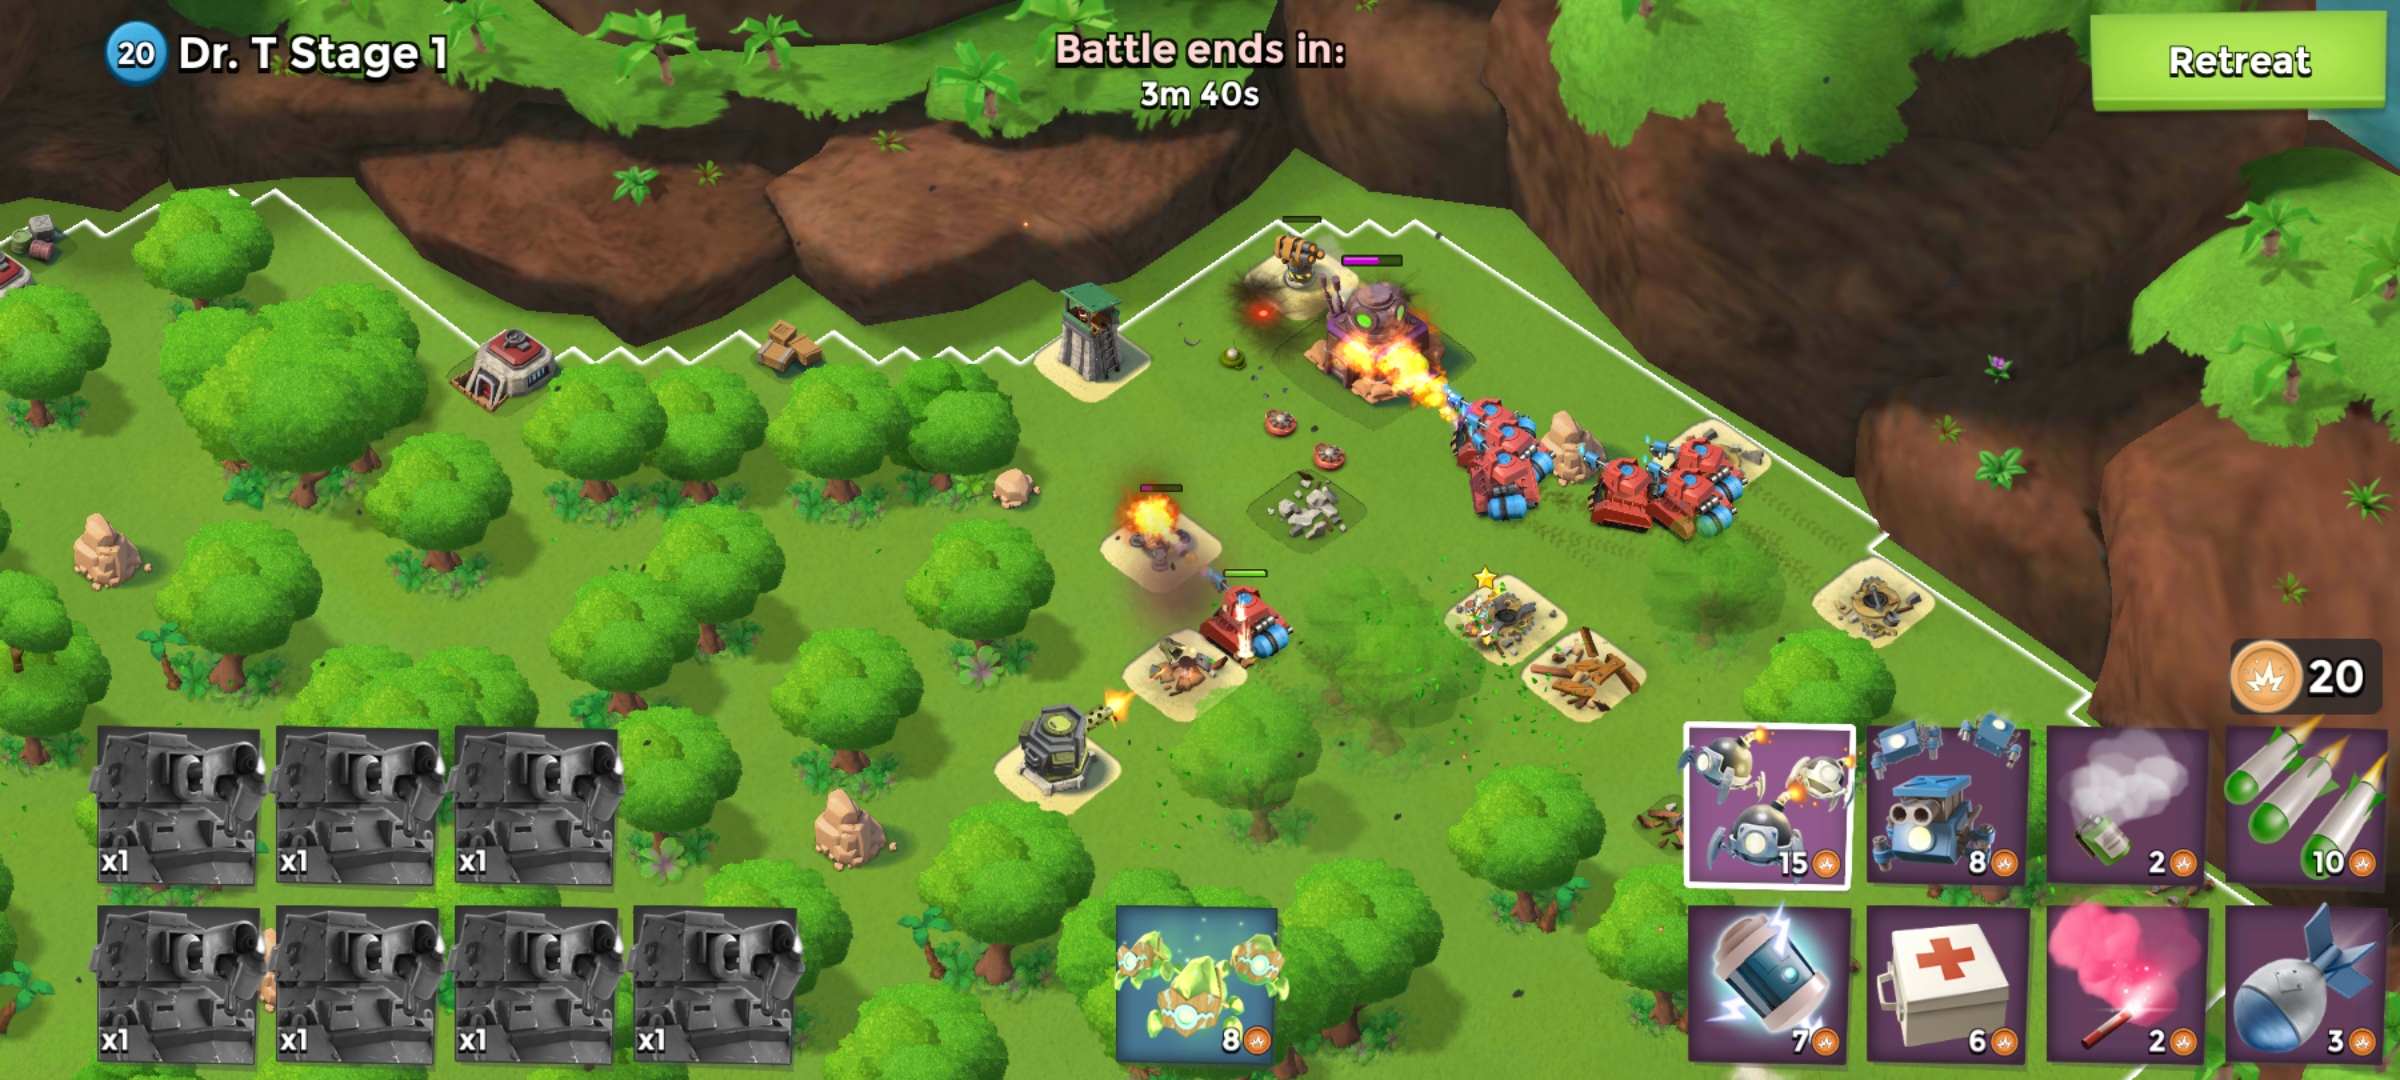 20 Dr. T Stage 1
Battle ends in:
3m 40s
Retreat
20
x1 x1 x1
15 8 2 10
x1 x1 x1 x1
8
7 6 2 3